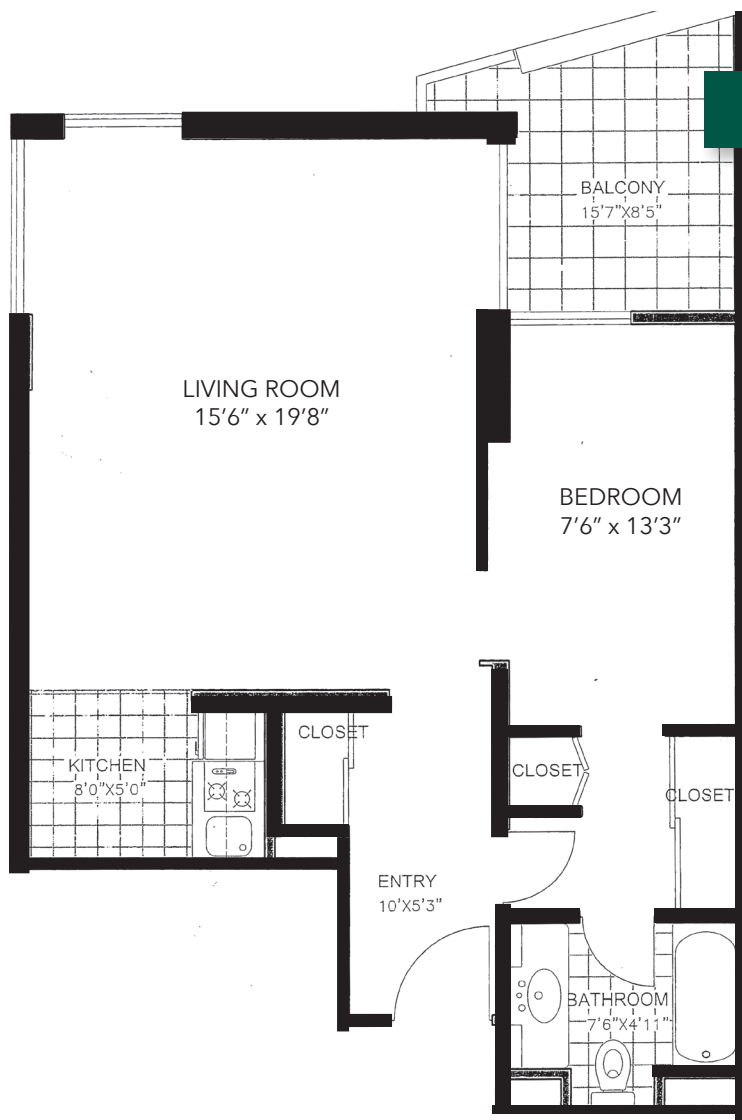 BALCONY
15'7"X8'5"
LIVING ROOM
15'6" x 19'8"
BEDROOM
7'6" x 13'3"
CLOSET
KITCHEN
8'0"X5'0"
CLOSET
CLOSET
ENTRY
10'X5'3"
BATHROOM
7'6"X4'11"